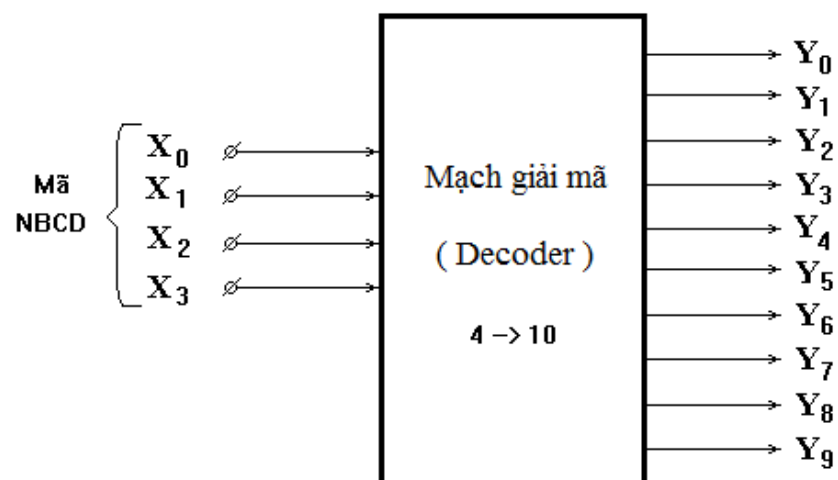 Mã
NBCD
X0
X1
X2
X3
Mạch giải mã
( Decoder )
4 –> 10
Y0
Y1
Y2
Y3
Y4
Y5
Y6
Y7
Y8
Y9